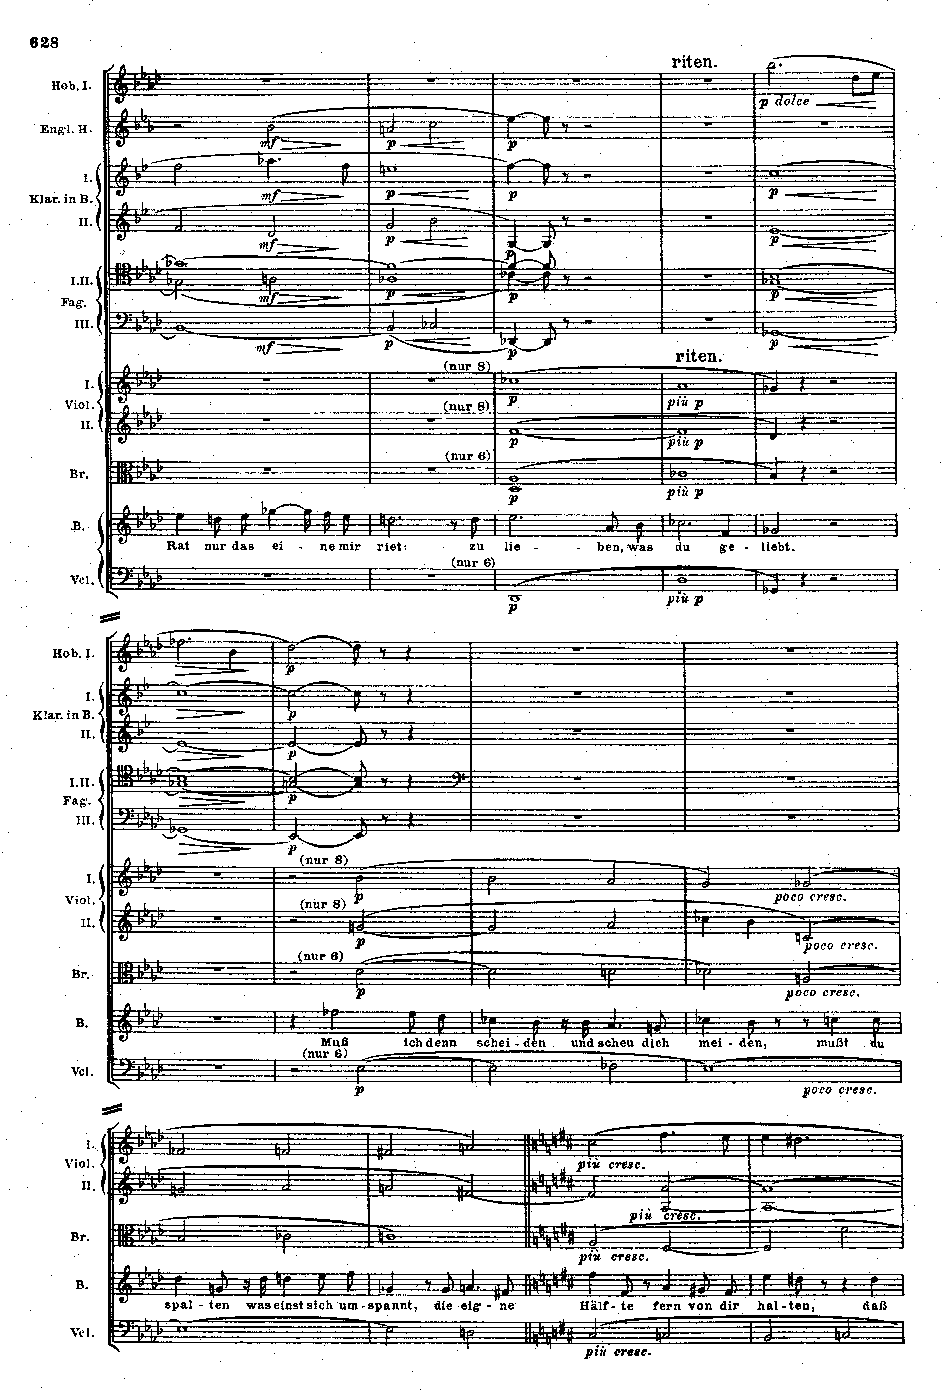 628
riten.
Hob. I.
p dolce
Engl. H.
mf p p
I.
Klar. in B.
mf p p p
II.
mf p p p
I.II.
Fag.
mf p p
III.
mf p p p
riten.
(nur 8)
I.
Viol.
p più p
(nur 8)
II.
p più p
(nur 6)
Br.
p più p
B.
Rat nur das ei - ne mir riet: zu lie - ben, was du ge - liebt.
(nur 6)
Vcl.
p più p
Hob. I.
p
I.
Klar. in B.
p
II.
p
I.II.
Fag.
p
III.
p
(nur 8)
I.
Viol.
p poco cresc.
(nur 8)
II.
p poco cresc.
(nur 6)
Br.
p poco cresc.
B.
Muß ich denn schei - den und scheu dich mei - den, mußt du
(nur 6)
Vcl.
p poco cresc.
I.
Viol.
più cresc.
II.
più cresc.
Br.
più cresc.
B.
spal - ten was einst sich um - spannt, die eig - ne Hälf - te fern von dir hal - ten, daß
Vcl.
più cresc.